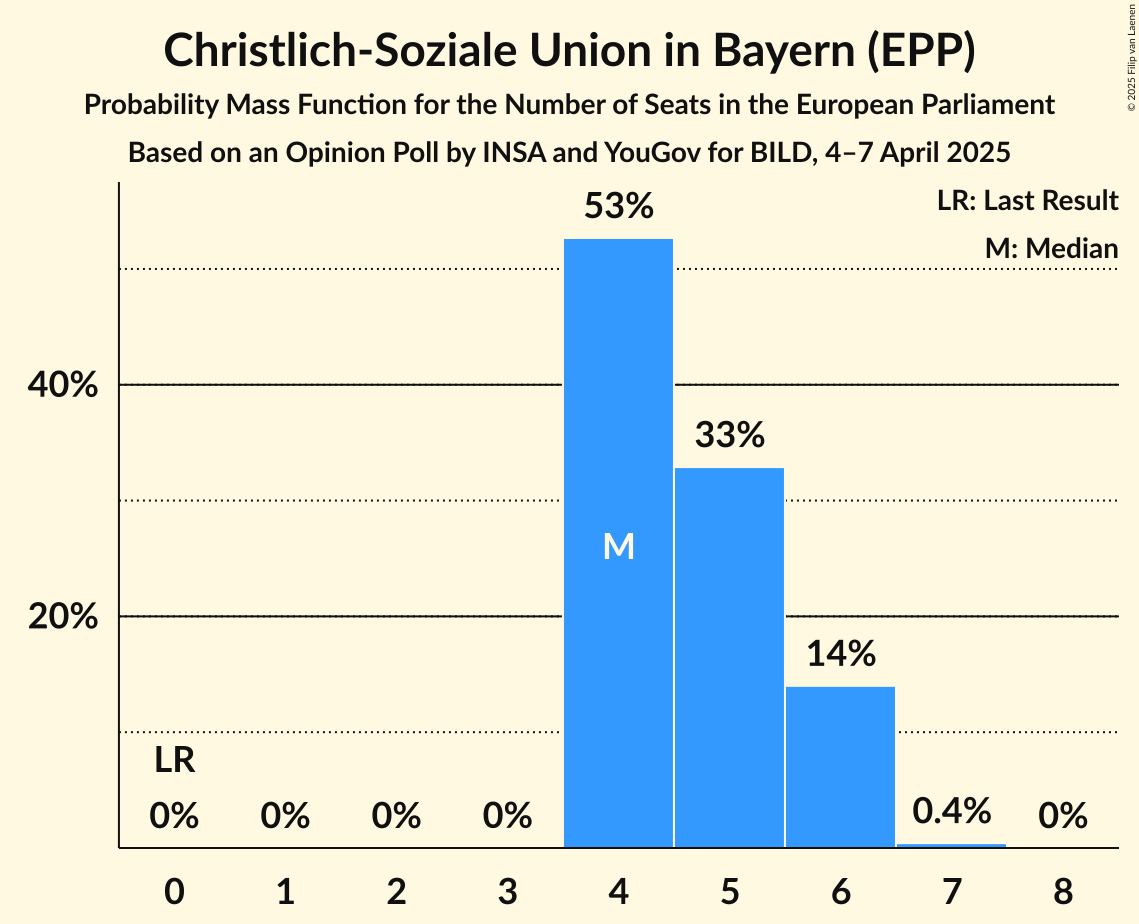 Christlich-Soziale Union in Bayern (EPP)
Probability Mass Function for the Number of Seats in the European Parliament
Based on an Opinion Poll by INSA and YouGov for BILD, 4–7 April 2025
© 2025 Filip van Laenen
LR: Last Result
M: Median
53%
40%
33%
M
20%
14%
LR
0% 0% 0% 0% 0.4% 0%
0 1 2 3 4 5 6 7 8